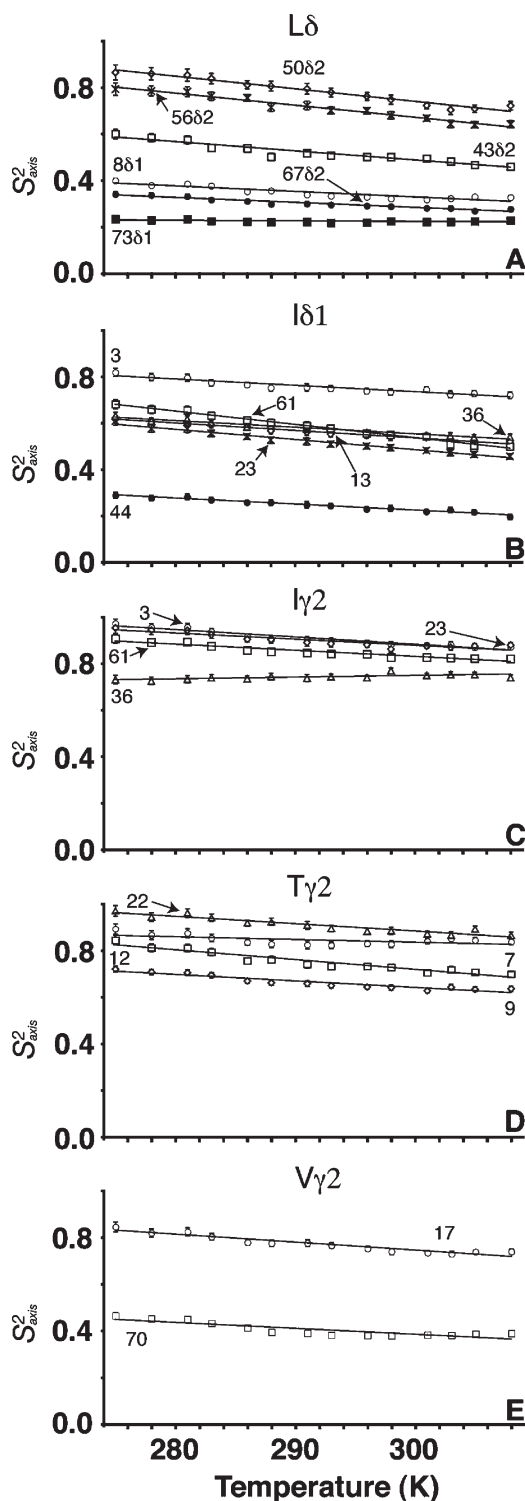 Lδ
0.8
50δ2
56δ2
43δ2
S²axis
8δ1
67δ2
0.4
73δ1
0.0
A
Iδ1
3
0.8
61
36
S²axis
0.4
23
13
44
0.0
B
Iγ2
3
23
0.8
61
36
S²axis
0.4
0.0
C
Tγ2
22
0.8
12
7
9
S²axis
0.4
0.0
D
Vγ2
17
0.8
S²axis
0.4
70
0.0
E
280 290 300
Temperature (K)